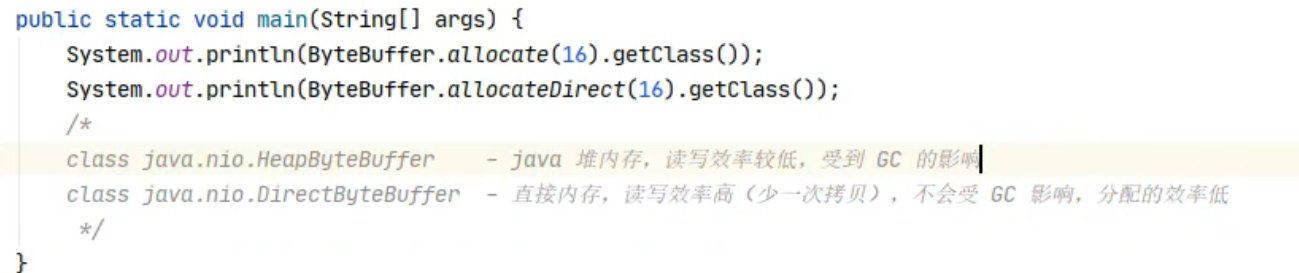 public static void main(String[] args) {
System.out.println(ByteBuffer.allocate(16).getClass());
System.out.println(ByteBuffer.allocateDirect(16).getClass());
/*
class java.nio.HeapByteBuffer    - java 堆内存，读写效率较低，受到 GC 的影响
class java.nio.DirectByteBuffer  - 直接内存，读写效率高（少一次拷贝），不会受 GC 影响，分配的效率低
*/
}